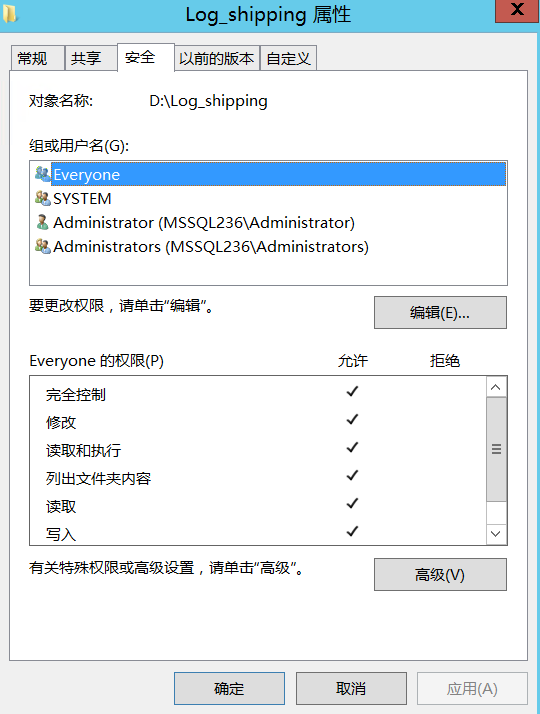 Log_shipping 属性
常规 共享 安全 以前的版本 自定义
对象名称: D:\Log_shipping
组或用户名(G):
Everyone
SYSTEM
Administrator (MSSQL236\Administrator)
Administrators (MSSQL236\Administrators)
要更改权限，请单击“编辑”。
编辑(E)...
Everyone 的权限(P) 允许 拒绝
完全控制
修改
读取和执行
列出文件夹内容
读取
写入
有关特殊权限或高级设置，请单击“高级”。
高级(V)
确定 取消 应用(A)